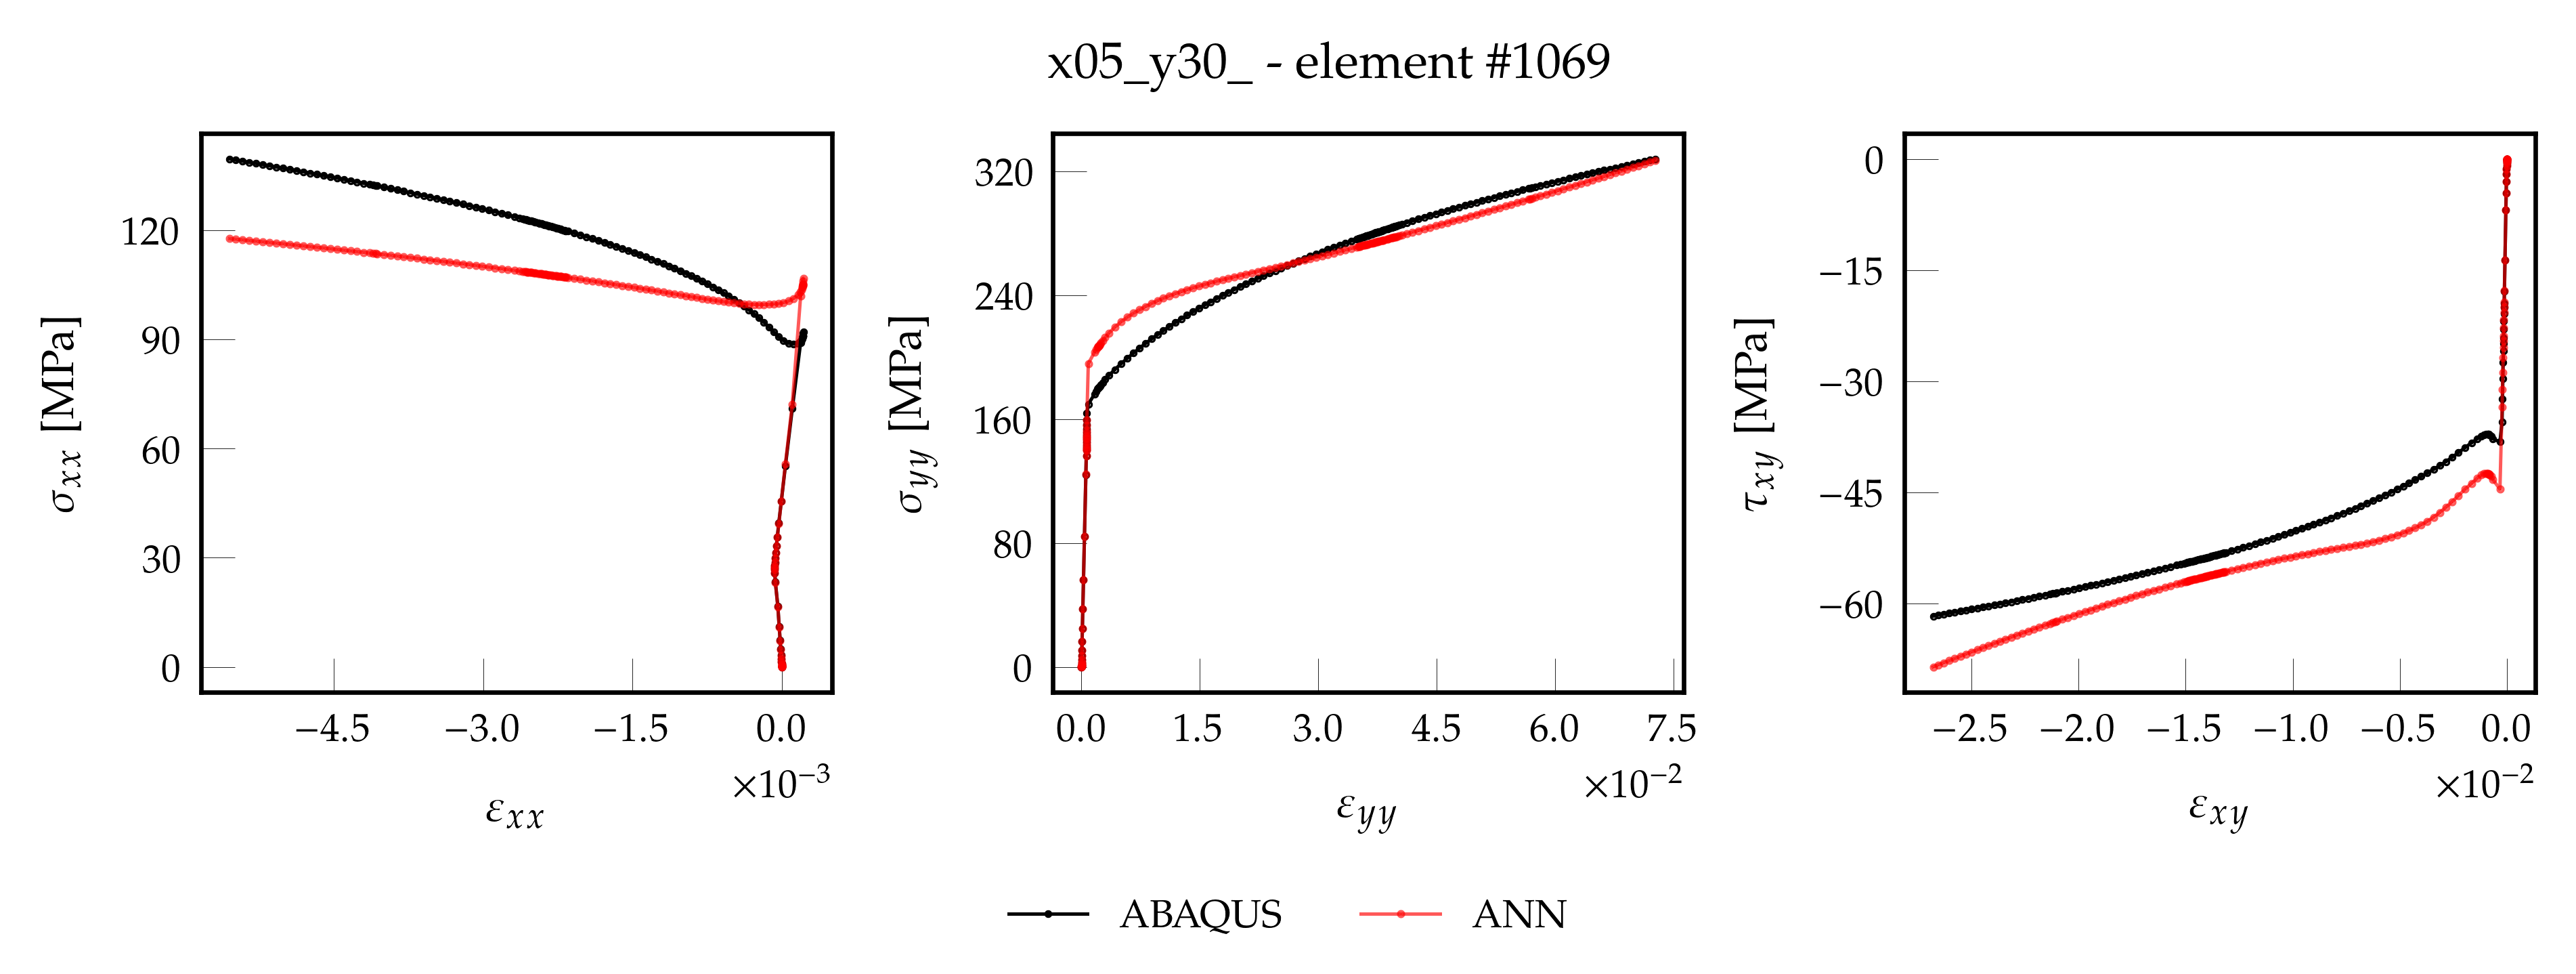 x05_y30_ - element #1069
σxx [MPa]
120
90
60
30
0
−4.5 −3.0 −1.5 0.0
×10−3
εxx
σyy [MPa]
320
240
160
80
0
0.0 1.5 3.0 4.5 6.0 7.5
×10−2
εyy
τxy [MPa]
0
−15
−30
−45
−60
−2.5 −2.0 −1.5 −1.0 −0.5 0.0
×10−2
εxy
ABAQUS ANN